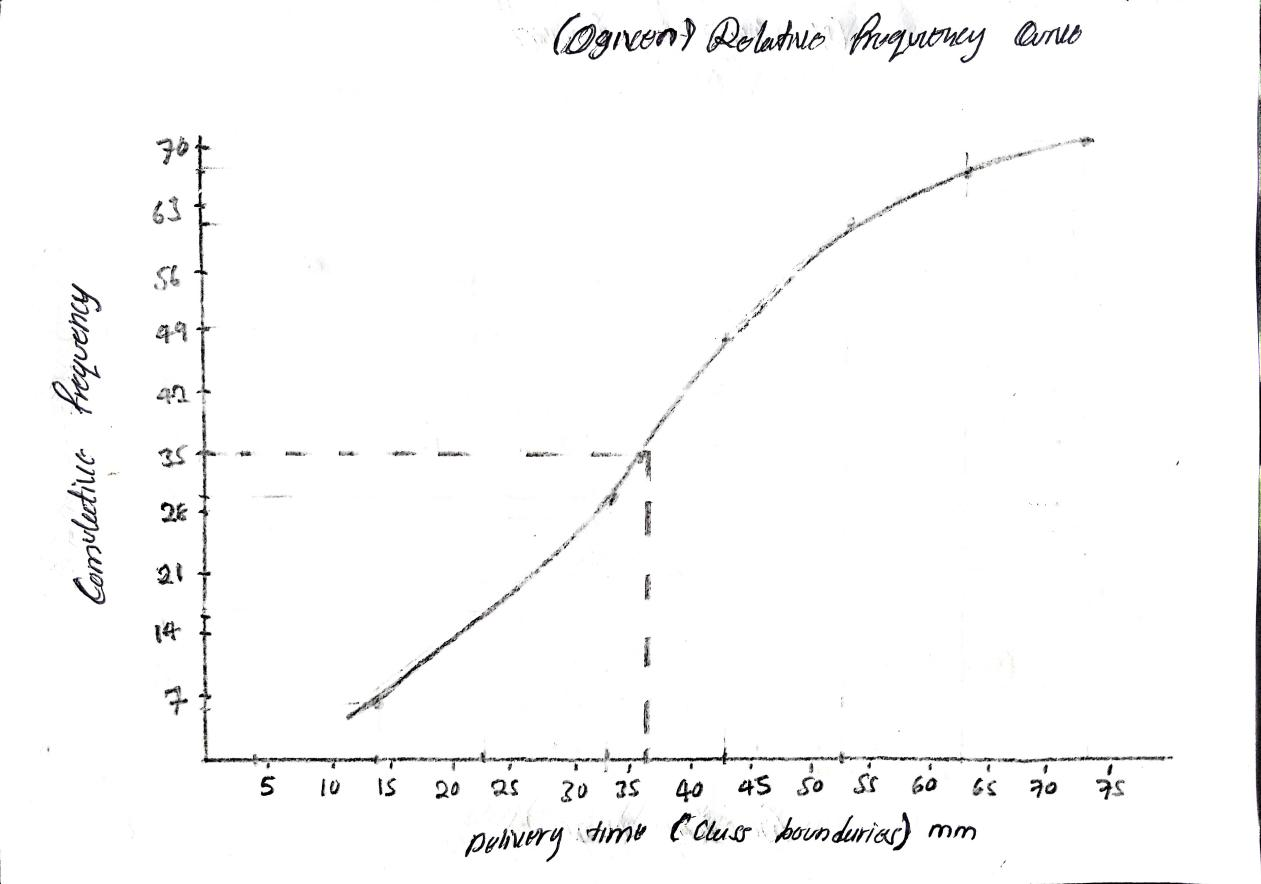 (Ogiven) Relative frequency Curve
Cumulative frequency
70
63
56
49
42
35
28
21
14
7
5 10 15 20 25 30 35 40 45 50 55 60 65 70 75
Delivery time (Class boundaries) mm